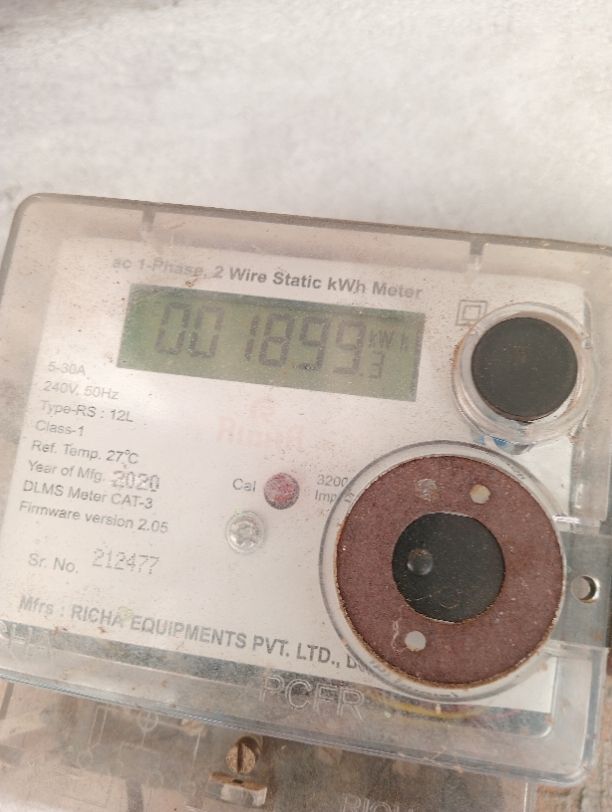 ac 1-Phase, 2 Wire Static kWh Meter
001899 kWh
3
5-30A
240V, 50Hz
Type-RS : 12L
Class-1
Ref. Temp. 27°C
Year of Mfg. 2020
DLMS Meter CAT-3
Firmware version 2.05
Cal
3200
Imp
Sr. No. 212477
Mfrs : RICHA EQUIPMENTS PVT. LTD.,